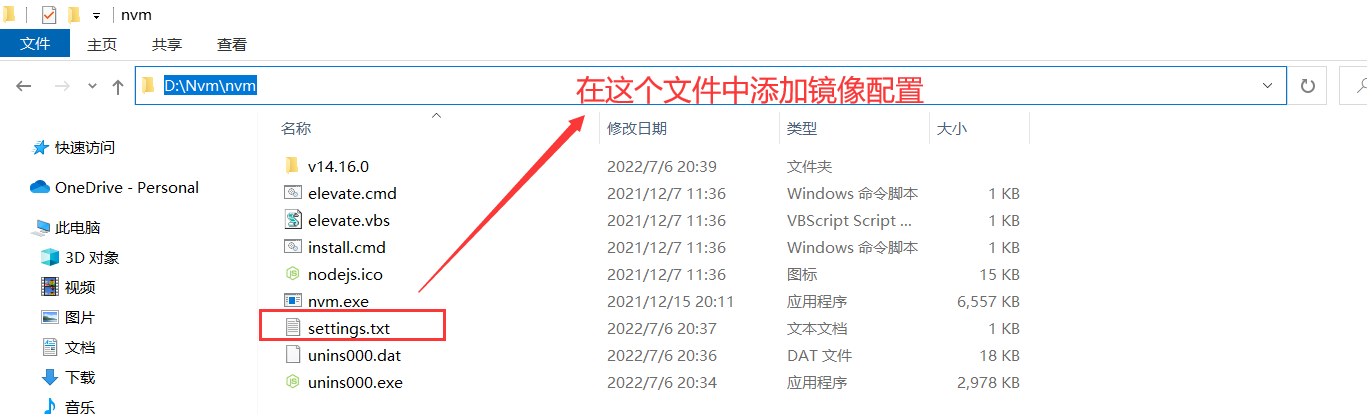 nvm
文件 主页 共享 查看
D:\Nvm\nvm
在这个文件中添加镜像配置
名称 修改日期 类型 大小
快速访问
OneDrive - Personal
此电脑
3D 对象
视频
图片
文档
下载
音乐
v14.16.0 2022/7/6 20:39 文件夹
elevate.cmd 2021/12/7 11:36 Windows 命令脚本 1 KB
elevate.vbs 2021/12/7 11:36 VBScript Script ... 1 KB
install.cmd 2021/12/7 11:36 Windows 命令脚本 1 KB
nodejs.ico 2021/12/7 11:36 图标 15 KB
nvm.exe 2021/12/15 20:11 应用程序 6,557 KB
settings.txt 2022/7/6 20:37 文本文档 1 KB
unins000.dat 2022/7/6 20:36 DAT 文件 18 KB
unins000.exe 2022/7/6 20:34 应用程序 2,978 KB